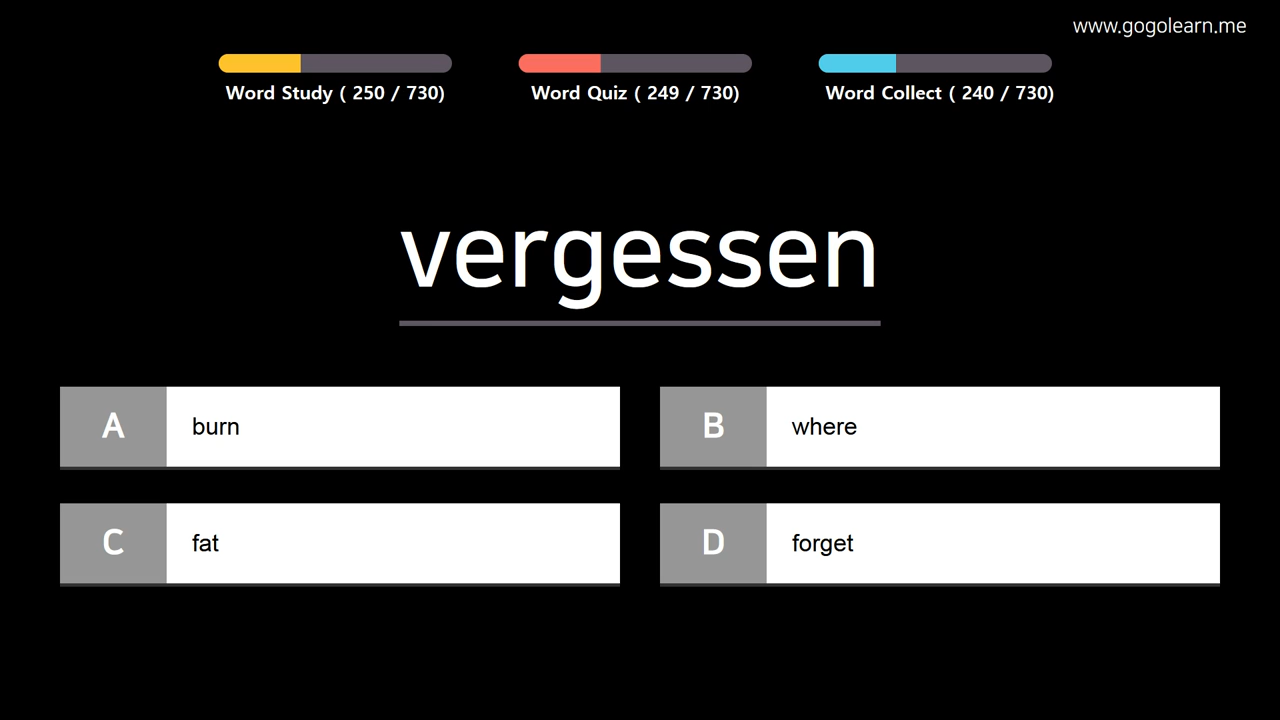 www.gogolearn.me
Word Study ( 250 / 730)
Word Quiz ( 249 / 730)
Word Collect ( 240 / 730)
vergessen
A burn
B where
C fat
D forget